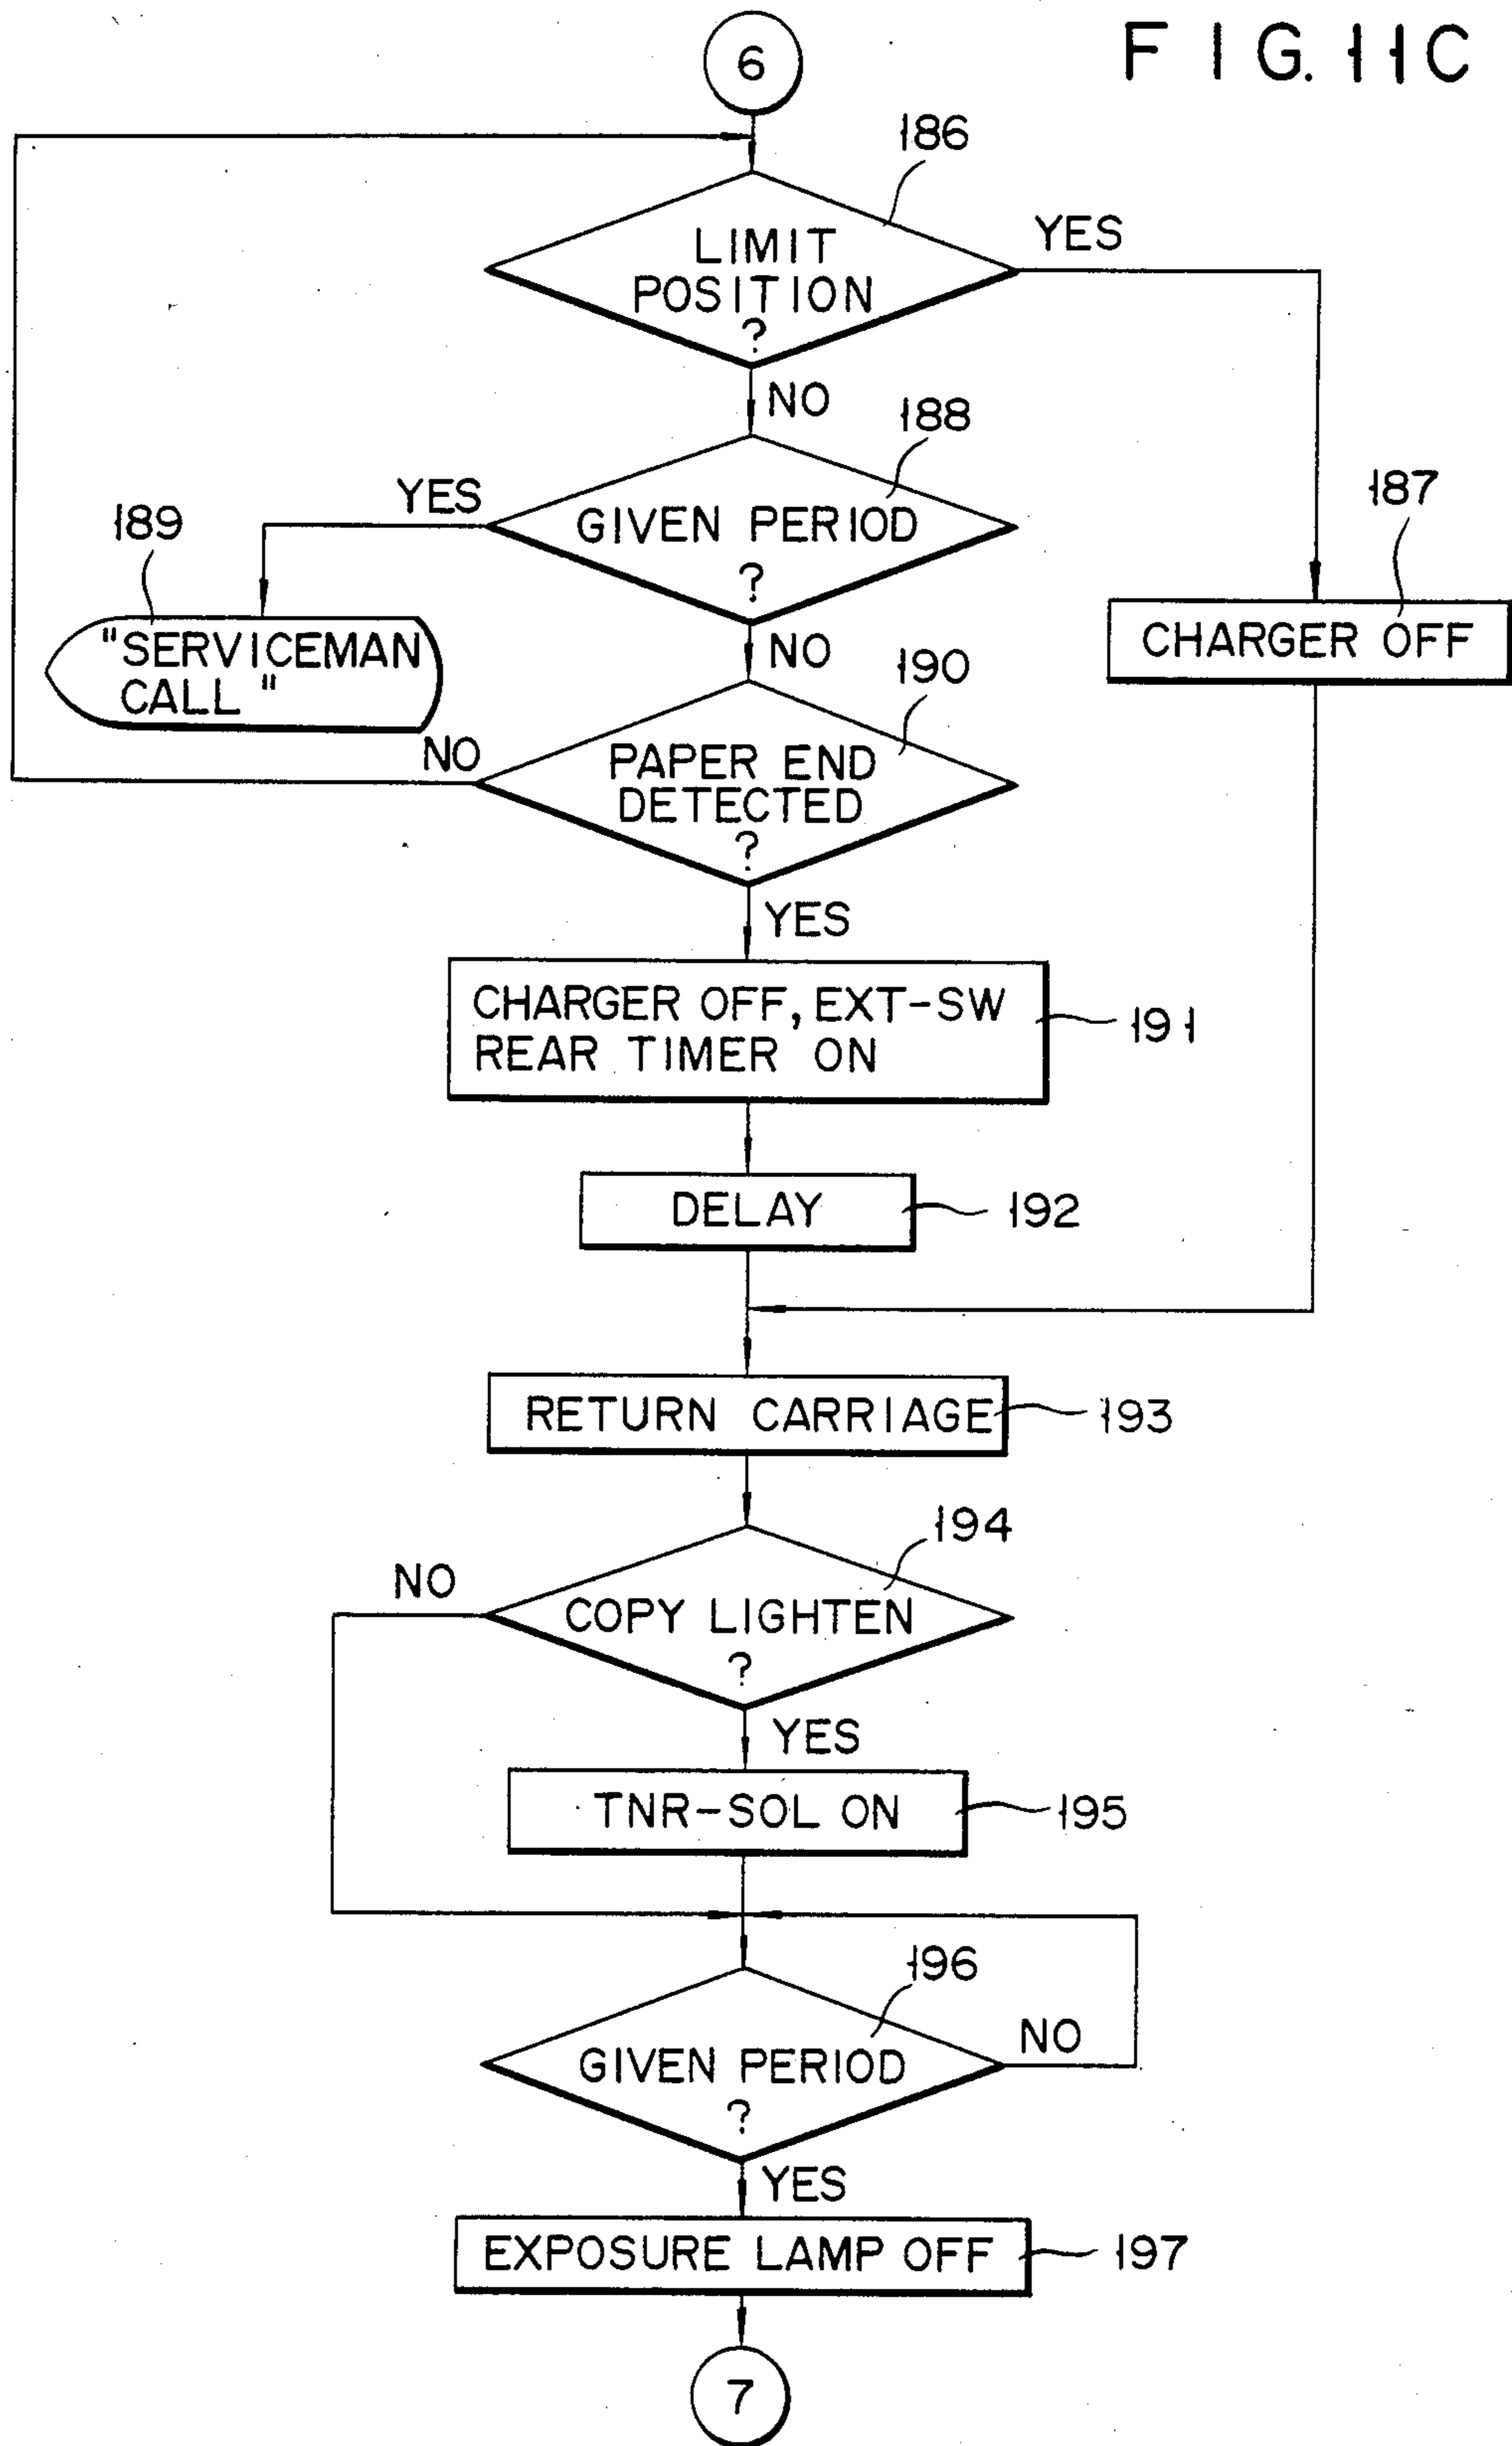 FIG. 11C
6
186
LIMIT
POSITION
?
YES
NO
188
GIVEN PERIOD
?
YES
187
189
CHARGER OFF
"SERVICEMAN
CALL"
NO
190
PAPER END
DETECTED
?
NO
YES
CHARGER OFF, EXT-SW
REAR TIMER ON
191
DELAY
192
RETURN CARRIAGE
193
194
NO
COPY LIGHTEN
?
YES
TNR-SOL ON
195
196
GIVEN PERIOD
?
NO
YES
EXPOSURE LAMP OFF
197
7